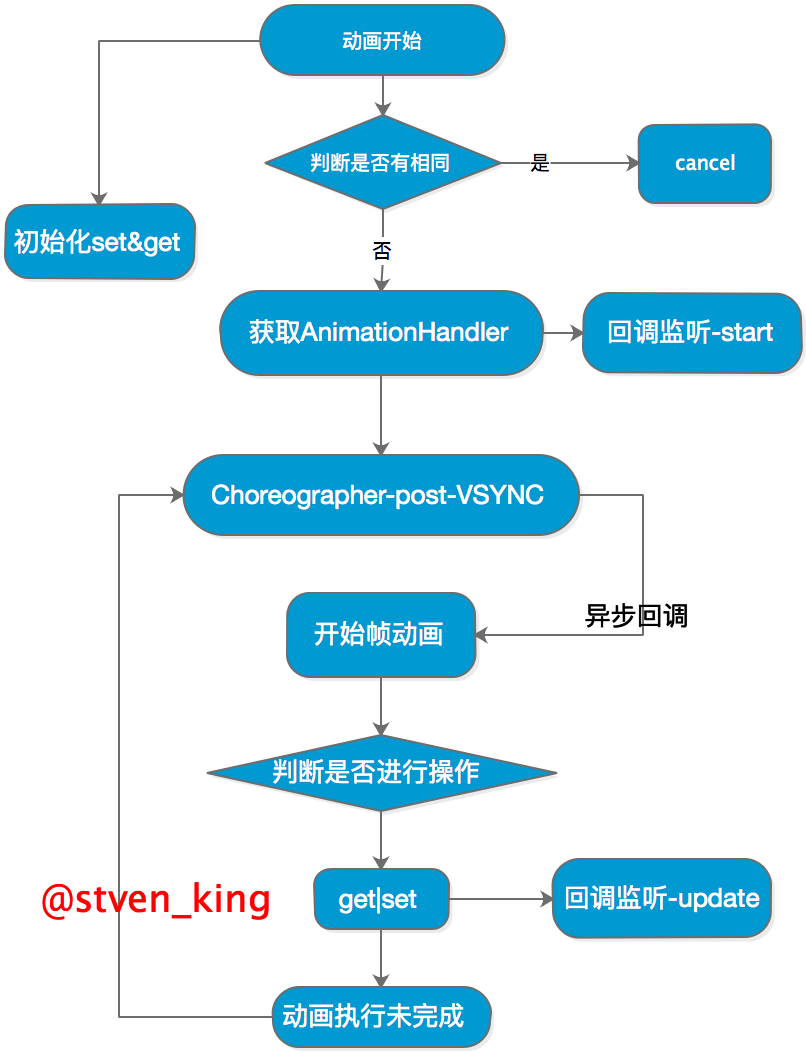 动画开始
判断是否有相同
是
cancel
初始化set&get
否
获取AnimationHandler
回调监听-start
Choreographer-post-VSYNC
异步回调
开始帧动画
判断是否进行操作
@stven_king
get|set
回调监听-update
动画执行未完成